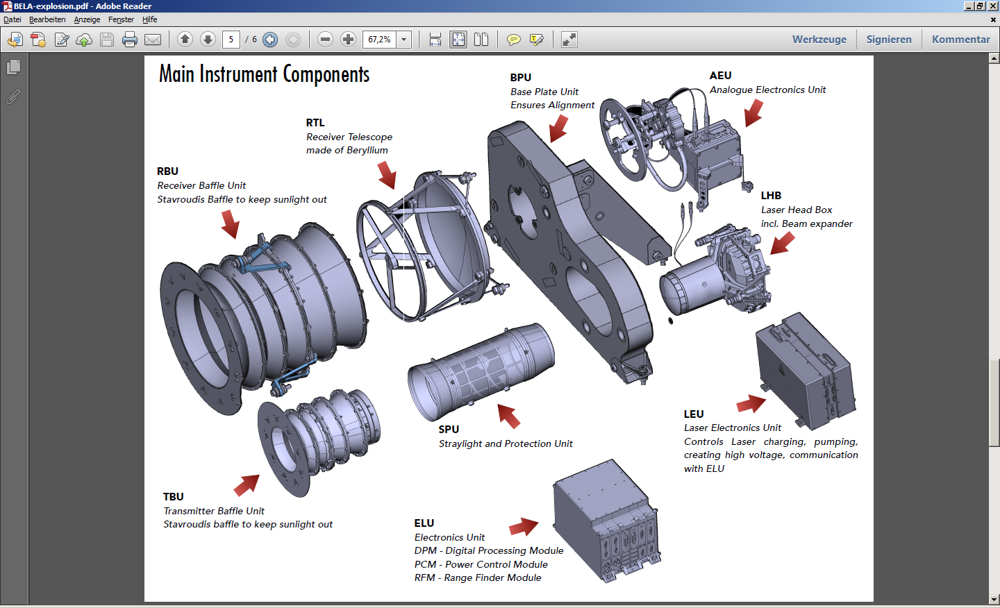 BELA-explosion.pdf - Adobe Reader
Datei Bearbeiten Anzeige Fenster Hilfe
5 / 6 67,2% Werkzeuge Signieren Kommentar
Main Instrument Components
BPU
Base Plate Unit
Ensures Alignment
AEU
Analogue Electronics Unit
RTL
Receiver Telescope
made of Beryllium
RBU
Receiver Baffle Unit
Stavroudis Baffle to keep sunlight out
LHB
Laser Head Box
incl. Beam expander
LEU
Laser Electronics Unit
Controls Laser charging, pumping,
creating high voltage, communication
with ELU
SPU
Straylight and Protection Unit
TBU
Transmitter Baffle Unit
Stavroudis baffle to keep sunlight out
ELU
Electronics Unit
DPM - Digital Processing Module
PCM - Power Control Module
RFM - Range Finder Module